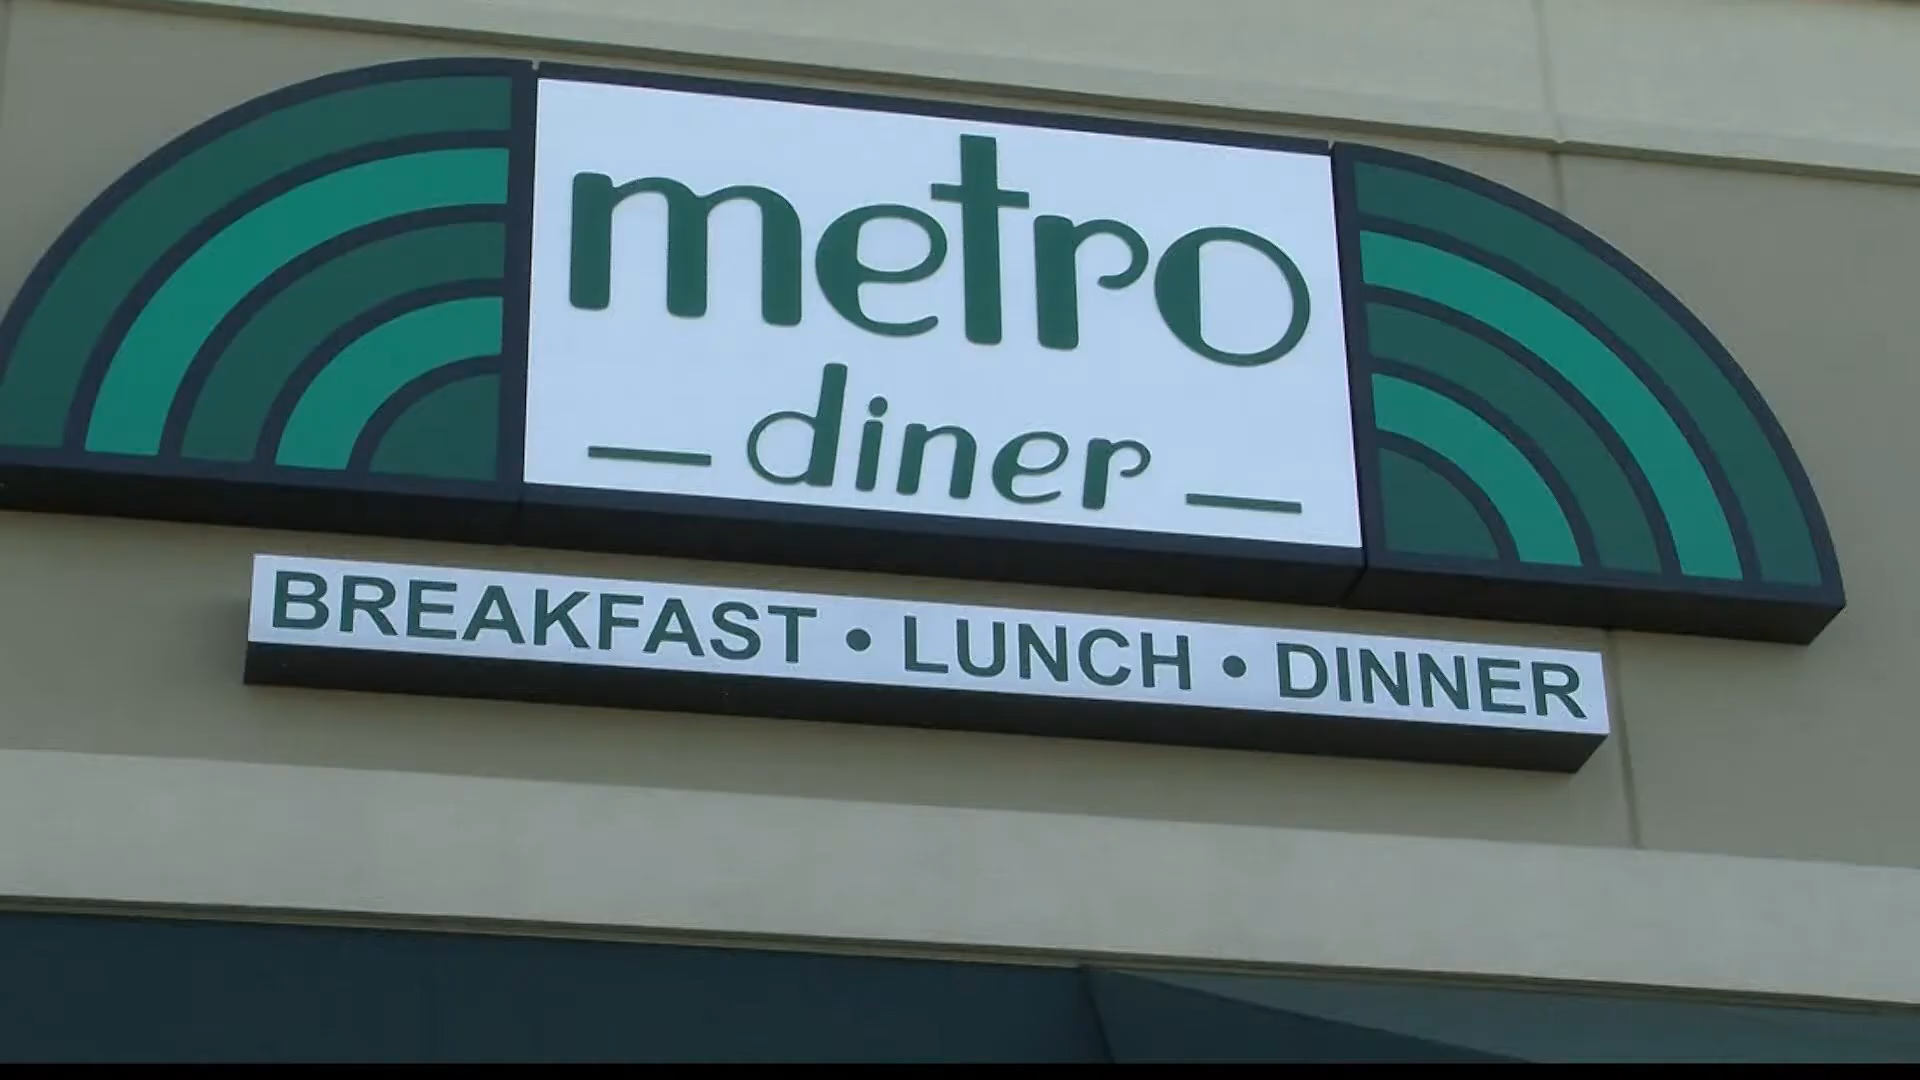 metro
— diner —
BREAKFAST • LUNCH • DINNER